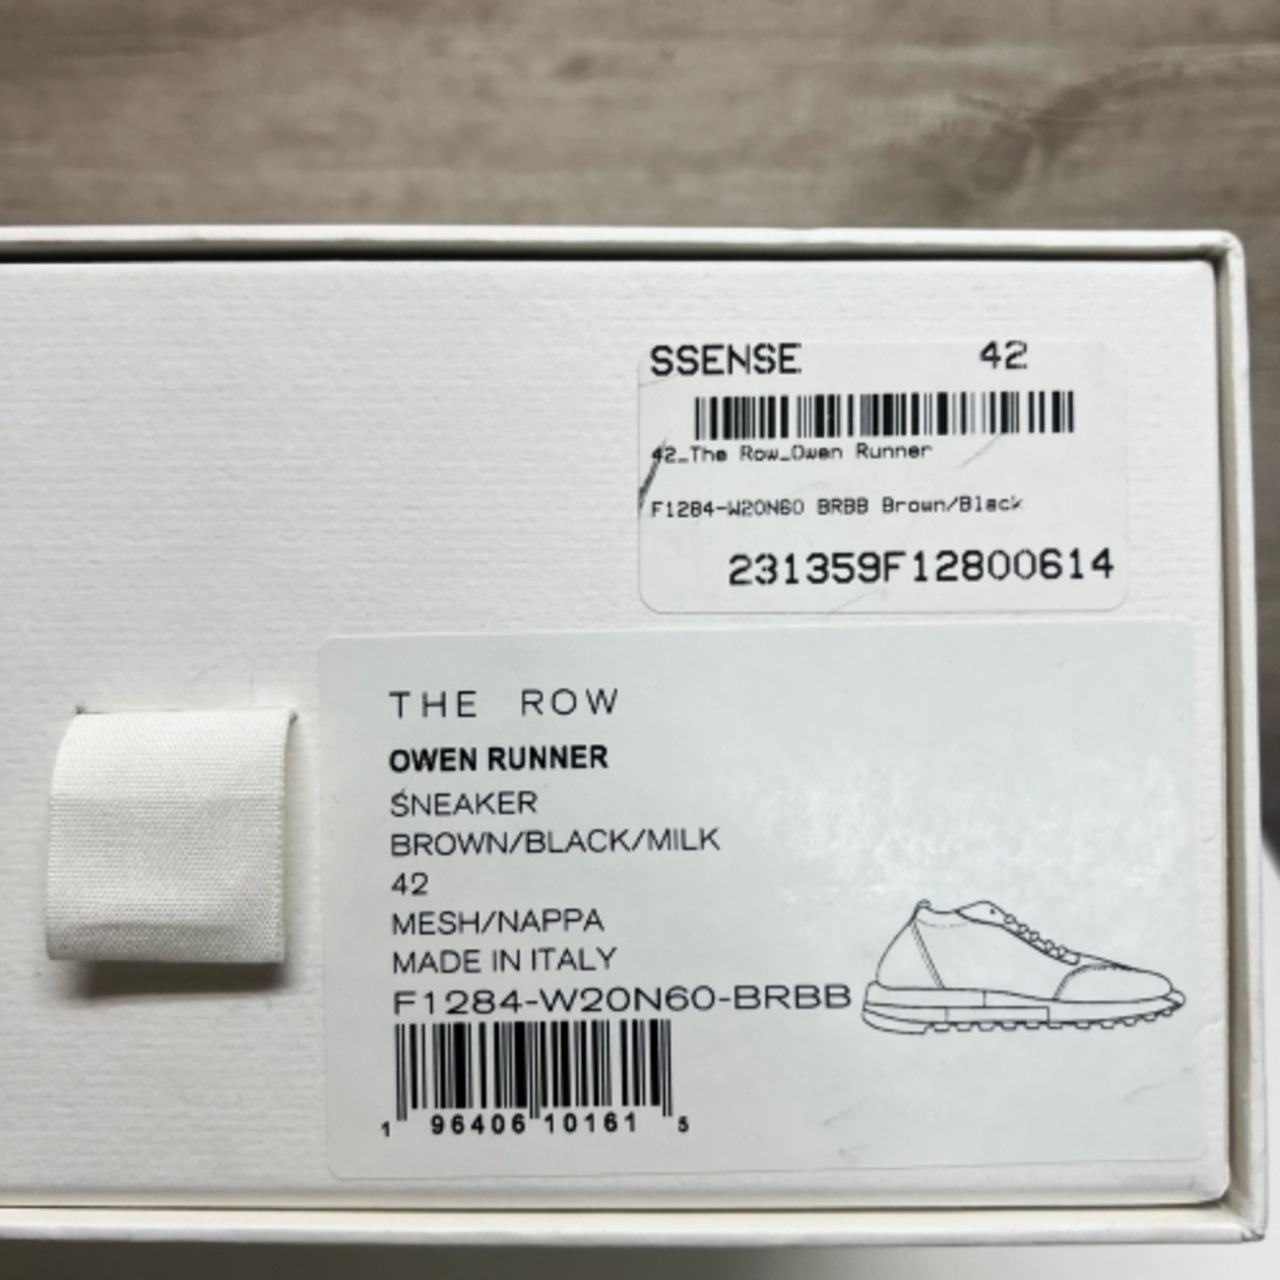 SSENSE 42
42_The Row_Owen Runner
F1284-W20N60 BRBB Brown/Black
231359F12800614
THE ROW
OWEN RUNNER
SNEAKER
BROWN/BLACK/MILK
42
MESH/NAPPA
MADE IN ITALY
F1284-W20N60-BRBB
1 96406 10161 5